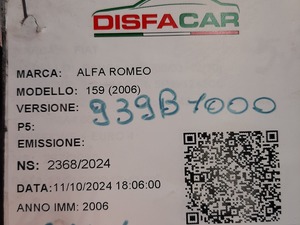 DISFACAR
MARCA: ALFA ROMEO
MODELLO: 159 (2006)
VERSIONE: 939B1000
P5:
EMISSIONE:
NS: 2368/2024
DATA:11/10/2024 18:06:00
ANNO IMM: 2006